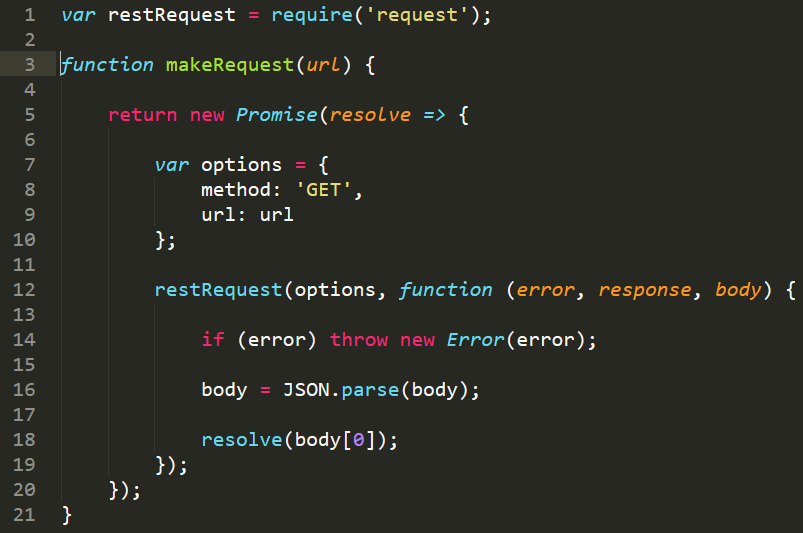 1 var restRequest = require('request');
2
3 function makeRequest(url) {
4
5     return new Promise(resolve => {
6
7         var options = {
8             method: 'GET',
9             url: url
10         };
11
12         restRequest(options, function (error, response, body) {
13
14             if (error) throw new Error(error);
15
16             body = JSON.parse(body);
17
18             resolve(body[0]);
19         });
20     });
21 }